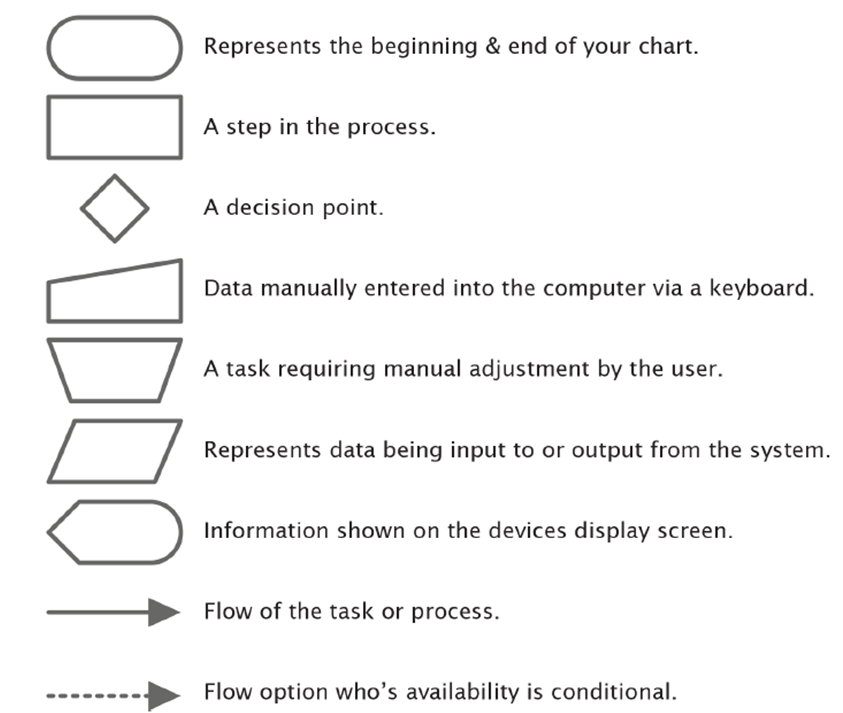 Represents the beginning & end of your chart.
A step in the process.
A decision point.
Data manually entered into the computer via a keyboard.
A task requiring manual adjustment by the user.
Represents data being input to or output from the system.
Information shown on the devices display screen.
Flow of the task or process.
Flow option who's availability is conditional.